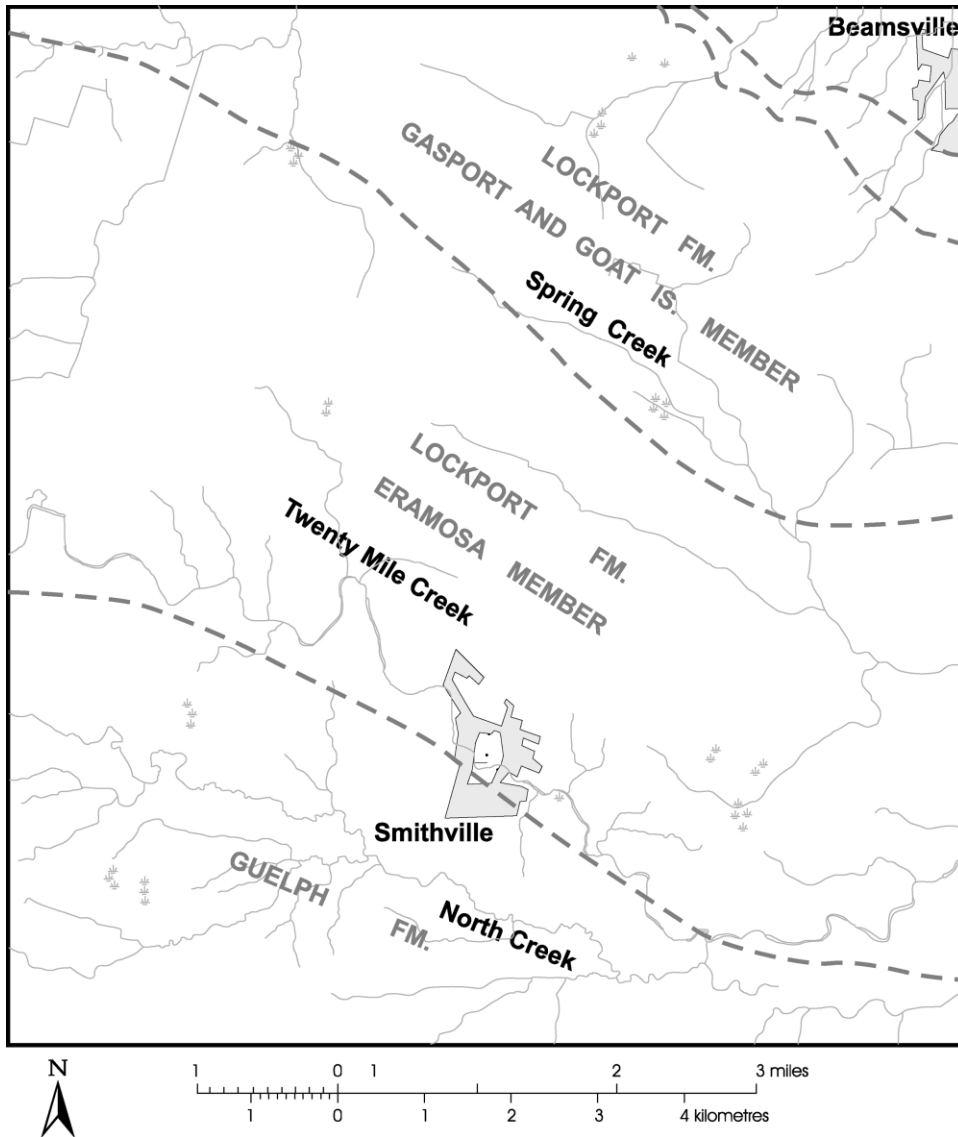 Beamsville
LOCKPORT FM.
GASPORT AND GOAT IS. MEMBER
Spring Creek
LOCKPORT FM.
ERAMOSA MEMBER
Twenty Mile Creek
Smithville
GUELPH FM.
North Creek
N
1 0 1 2 3 miles
1 0 1 2 3 4 kilometres